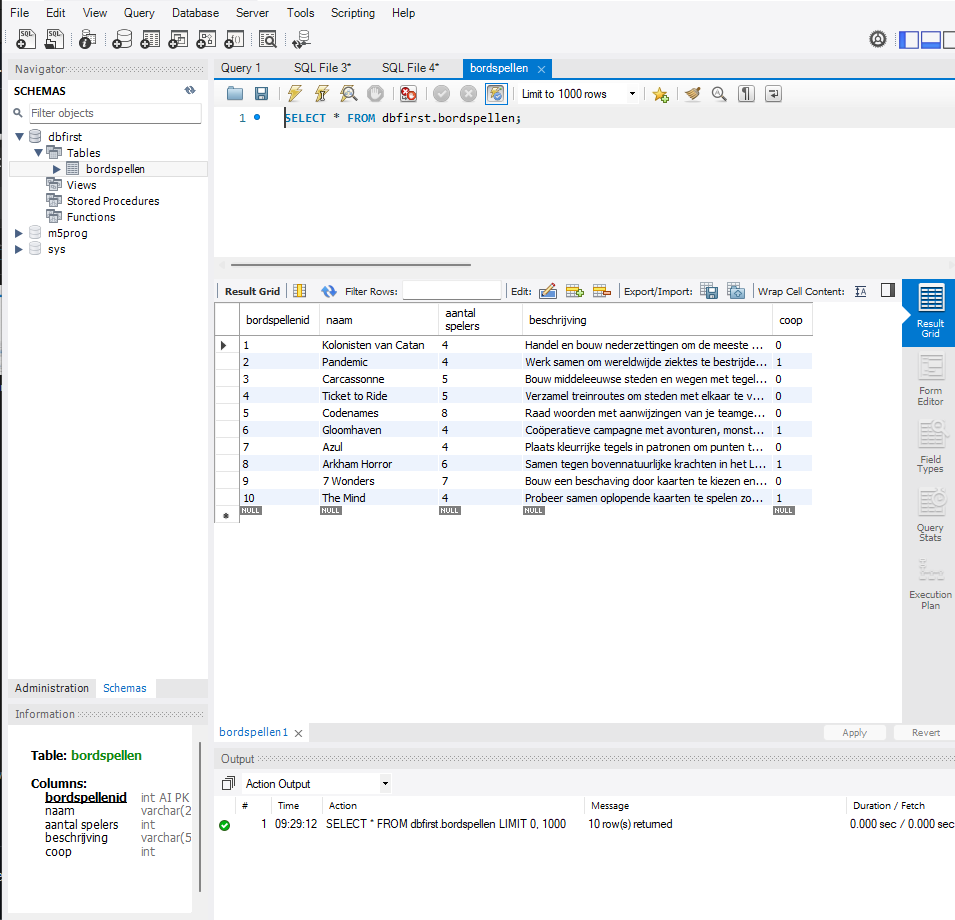 File Edit View Query Database Server Tools Scripting Help
Navigator
SCHEMAS
Filter objects
dbfirst
Tables
bordspellen
Views
Stored Procedures
Functions
m5prog
sys
Administration Schemas
Information
Table: bordspellen
Columns:
bordspellenid int AI PK
naam varchar(2
aantal spelers int
beschrijving varchar(5
coop int
Query 1 SQL File 3* SQL File 4* bordspellen
Limit to 1000 rows
1 SELECT * FROM dbfirst.bordspellen;
Result Grid Filter Rows: Edit: Export/Import: Wrap Cell Content:
bordspellenid naam aantal spelers beschrijving coop
1 Kolonisten van Catan 4 Handel en bouw nederzettingen om de meeste ... 0
2 Pandemic 4 Werk samen om wereldwijde ziektes te bestrijde... 1
3 Carcassonne 5 Bouw middeleeuwse steden en wegen met tegel... 0
4 Ticket to Ride 5 Verzamel treinroutes om steden met elkaar te v... 0
5 Codenames 8 Raad woorden met aanwijzingen van je teamge... 0
6 Gloomhaven 4 Coöperatieve campagne met avonturen, monst... 1
7 Azul 4 Plaats kleurrijke tegels in patronen om punten t... 0
8 Arkham Horror 6 Samen tegen bovennatuurlijke krachten in het L... 1
9 7 Wonders 7 Bouw een beschaving door kaarten te kiezen en... 0
10 The Mind 4 Probeer samen oplopende kaarten te spelen zo... 1
NULL NULL NULL NULL NULL
Result Grid
Form Editor
Field Types
Query Stats
Execution Plan
bordspellen 1 Apply Revert
Output
Action Output
# Time Action Message Duration / Fetch
1 09:29:12 SELECT * FROM dbfirst.bordspellen LIMIT 0, 1000 10 row(s) returned 0.000 sec / 0.000 sec